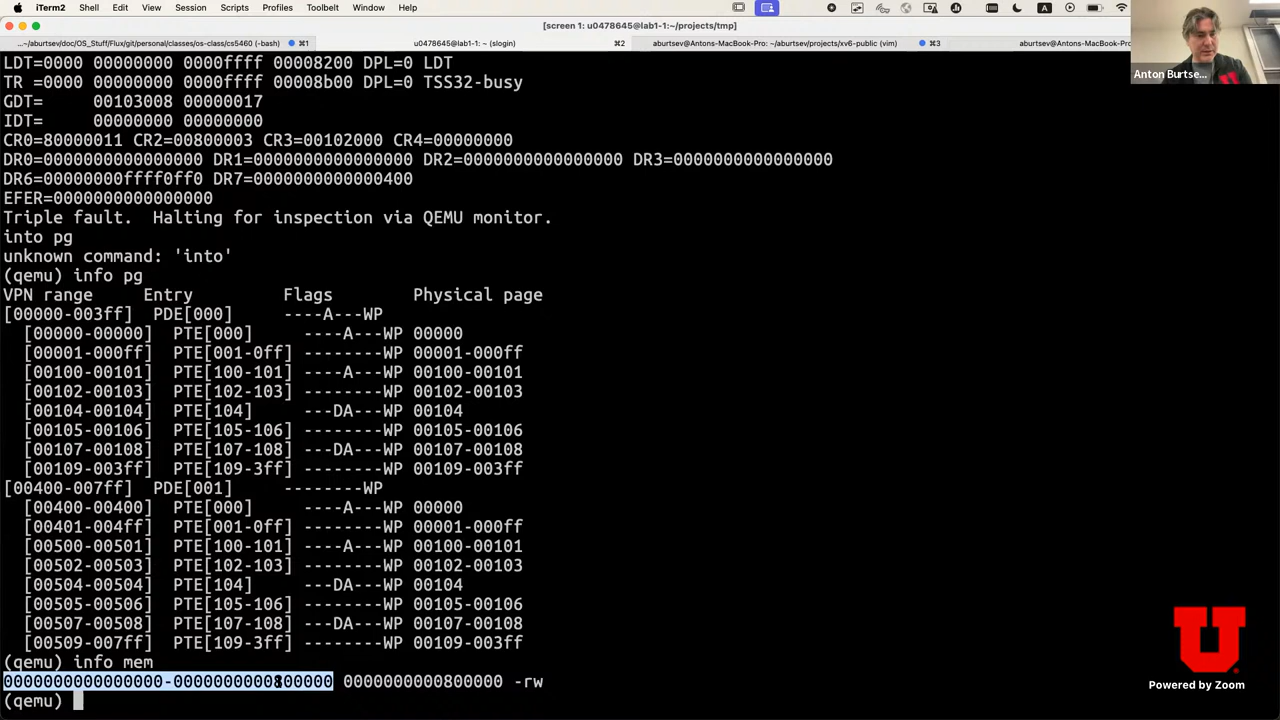 iTerm2 Shell Edit View Session Scripts Profiles Toolbelt Window Help
[screen 1: u0478645@lab1-1:~/projects/tmp]
...~/aburtsev/doc/OS_Stuff/Flux/git/personal/classes/os-class/cs5460 (-bash) ⌘1 u0478645@lab1-1: ~ (slogin) ⌘2 aburtsev@Antons-MacBook-Pro: ~/aburtsev/projects/xv6-public (vim) ⌘3 aburtsev@Antons-MacBook-Pro: ~/a
Anton Burtse...
LDT=0000 00000000 0000ffff 00008200 DPL=0 LDT
TR =0000 00000000 0000ffff 00008b00 DPL=0 TSS32-busy
GDT= 00103008 00000017
IDT= 00000000 00000000
CR0=80000011 CR2=00800003 CR3=00102000 CR4=00000000
DR0=0000000000000000 DR1=0000000000000000 DR2=0000000000000000 DR3=0000000000000000
DR6=00000000ffff0ff0 DR7=0000000000000400
EFER=0000000000000000
Triple fault. Halting for inspection via QEMU monitor.
into pg
unknown command: 'into'
(qemu) info pg
VPN range Entry Flags Physical page
[00000-003ff] PDE[000] ----A---WP
[00000-00000] PTE[000] ----A---WP 00000
[00001-000ff] PTE[001-0ff] --------WP 00001-000ff
[00100-00101] PTE[100-101] ----A---WP 00100-00101
[00102-00103] PTE[102-103] --------WP 00102-00103
[00104-00104] PTE[104] ---DA---WP 00104
[00105-00106] PTE[105-106] --------WP 00105-00106
[00107-00108] PTE[107-108] ---DA---WP 00107-00108
[00109-003ff] PTE[109-3ff] --------WP 00109-003ff
[00400-007ff] PDE[001] --------WP
[00400-00400] PTE[000] ----A---WP 00000
[00401-004ff] PTE[001-0ff] --------WP 00001-000ff
[00500-00501] PTE[100-101] ----A---WP 00100-00101
[00502-00503] PTE[102-103] --------WP 00102-00103
[00504-00504] PTE[104] ---DA---WP 00104
[00505-00506] PTE[105-106] --------WP 00105-00106
[00507-00508] PTE[107-108] ---DA---WP 00107-00108
[00509-007ff] PTE[109-3ff] --------WP 00109-003ff
(qemu) info mem
0000000000000000-0000000000800000 0000000000800000 -rw
(qemu)
U
Powered by Zoom